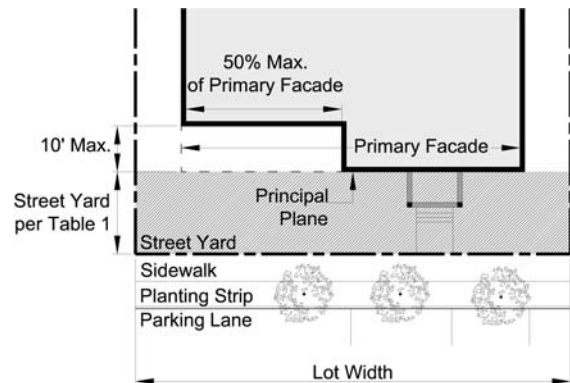 50% Max.
of Primary Facade
10' Max.
Primary Facade
Street Yard
per Table 1
Principal
Plane
Street Yard
Sidewalk
Planting Strip
Parking Lane
Lot Width